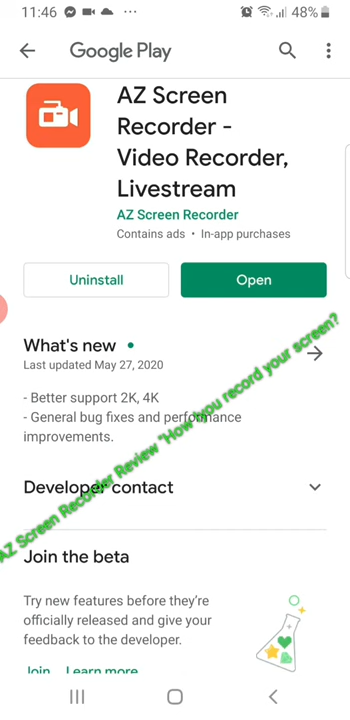 11:46 ... 48%
Google Play
AZ Screen
Recorder -
Video Recorder,
Livestream
AZ Screen Recorder
Contains ads • In-app purchases
Uninstall
Open
What's new •
Last updated May 27, 2020
- Better support 2K, 4K
- General bug fixes and performance
improvements.
AZ Screen Recorder Review "How you record your screen?
Developer contact
Join the beta
Try new features before they're
officially released and give your
feedback to the developer.
Join Learn more